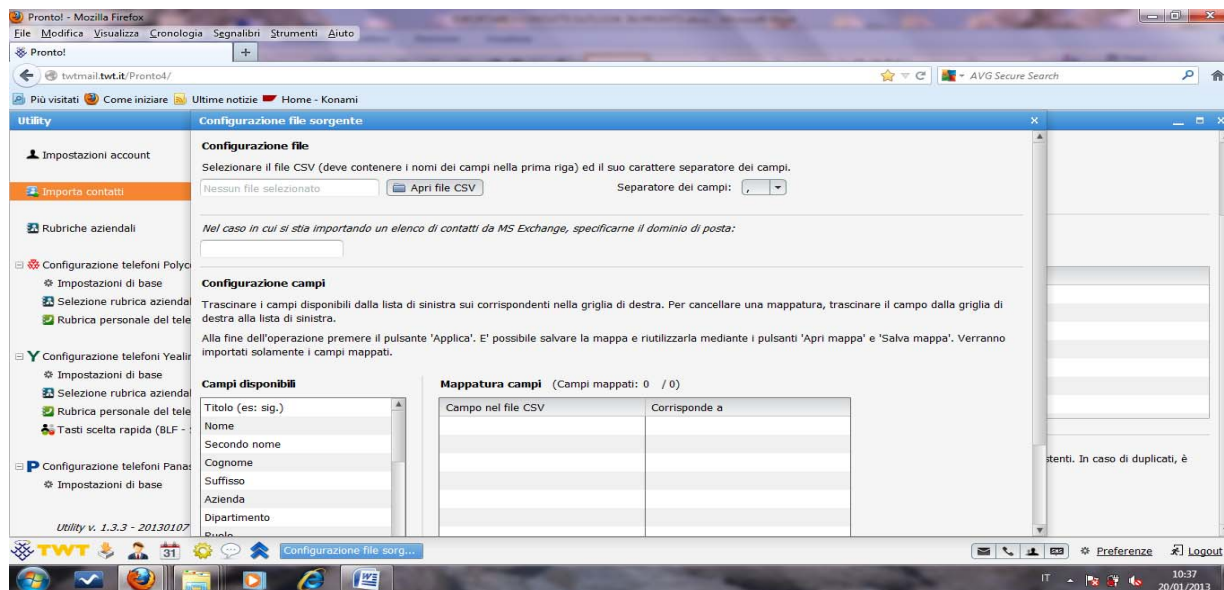 Pronto! - Mozilla Firefox
File Modifica Visualizza Cronologia Segnalibri Strumenti Aiuto
Pronto!
twtmail.twt.it/Pronto4/
AVG Secure Search
Più visitati Come iniziare Ultime notizie Home - Konami
Utility
Configurazione file sorgente
Impostazioni account
Importa contatti
Rubriche aziendali
Configurazione telefoni Polyc
Impostazioni di base
Selezione rubrica aziendal
Rubrica personale del tele
Configurazione telefoni Yealin
Impostazioni di base
Selezione rubrica aziendal
Rubrica personale del tele
Tasti scelta rapida (BLF -
Configurazione telefoni Panas
Impostazioni di base
Utility v. 1.3.3 - 20130107
Configurazione file
Selezionare il file CSV (deve contenere i nomi dei campi nella prima riga) ed il suo carattere separatore dei campi.
Nessun file selezionato Apri file CSV Separatore dei campi: ,
Nel caso in cui si stia importando un elenco di contatti da MS Exchange, specificarne il dominio di posta:
Configurazione campi
Trascinare i campi disponibili dalla lista di sinistra sui corrispondenti nella griglia di destra. Per cancellare una mappatura, trascinare il campo dalla griglia di
destra alla lista di sinistra.
Alla fine dell'operazione premere il pulsante 'Applica'. E' possibile salvare la mappa e riutilizzarla mediante i pulsanti 'Apri mappa' e 'Salva mappa'. Verranno
importati solamente i campi mappati.
Campi disponibili
Titolo (es: sig.)
Nome
Secondo nome
Cognome
Suffisso
Azienda
Dipartimento
Ruolo
Mappatura campi (Campi mappati: 0 / 0)
Campo nel file CSV Corrisponde a
stenti. In caso di duplicati, è
TWT 31 Configurazione file sorg... Preferenze Logout
IT 10:37
20/01/2013